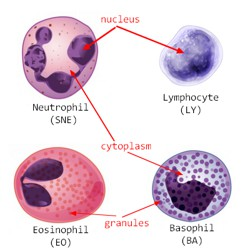 nucleus
Neutrophil
(SNE)
Lymphocyte
(LY)
cytoplasm
Eosinophil
(EO)
granules
Basophil
(BA)